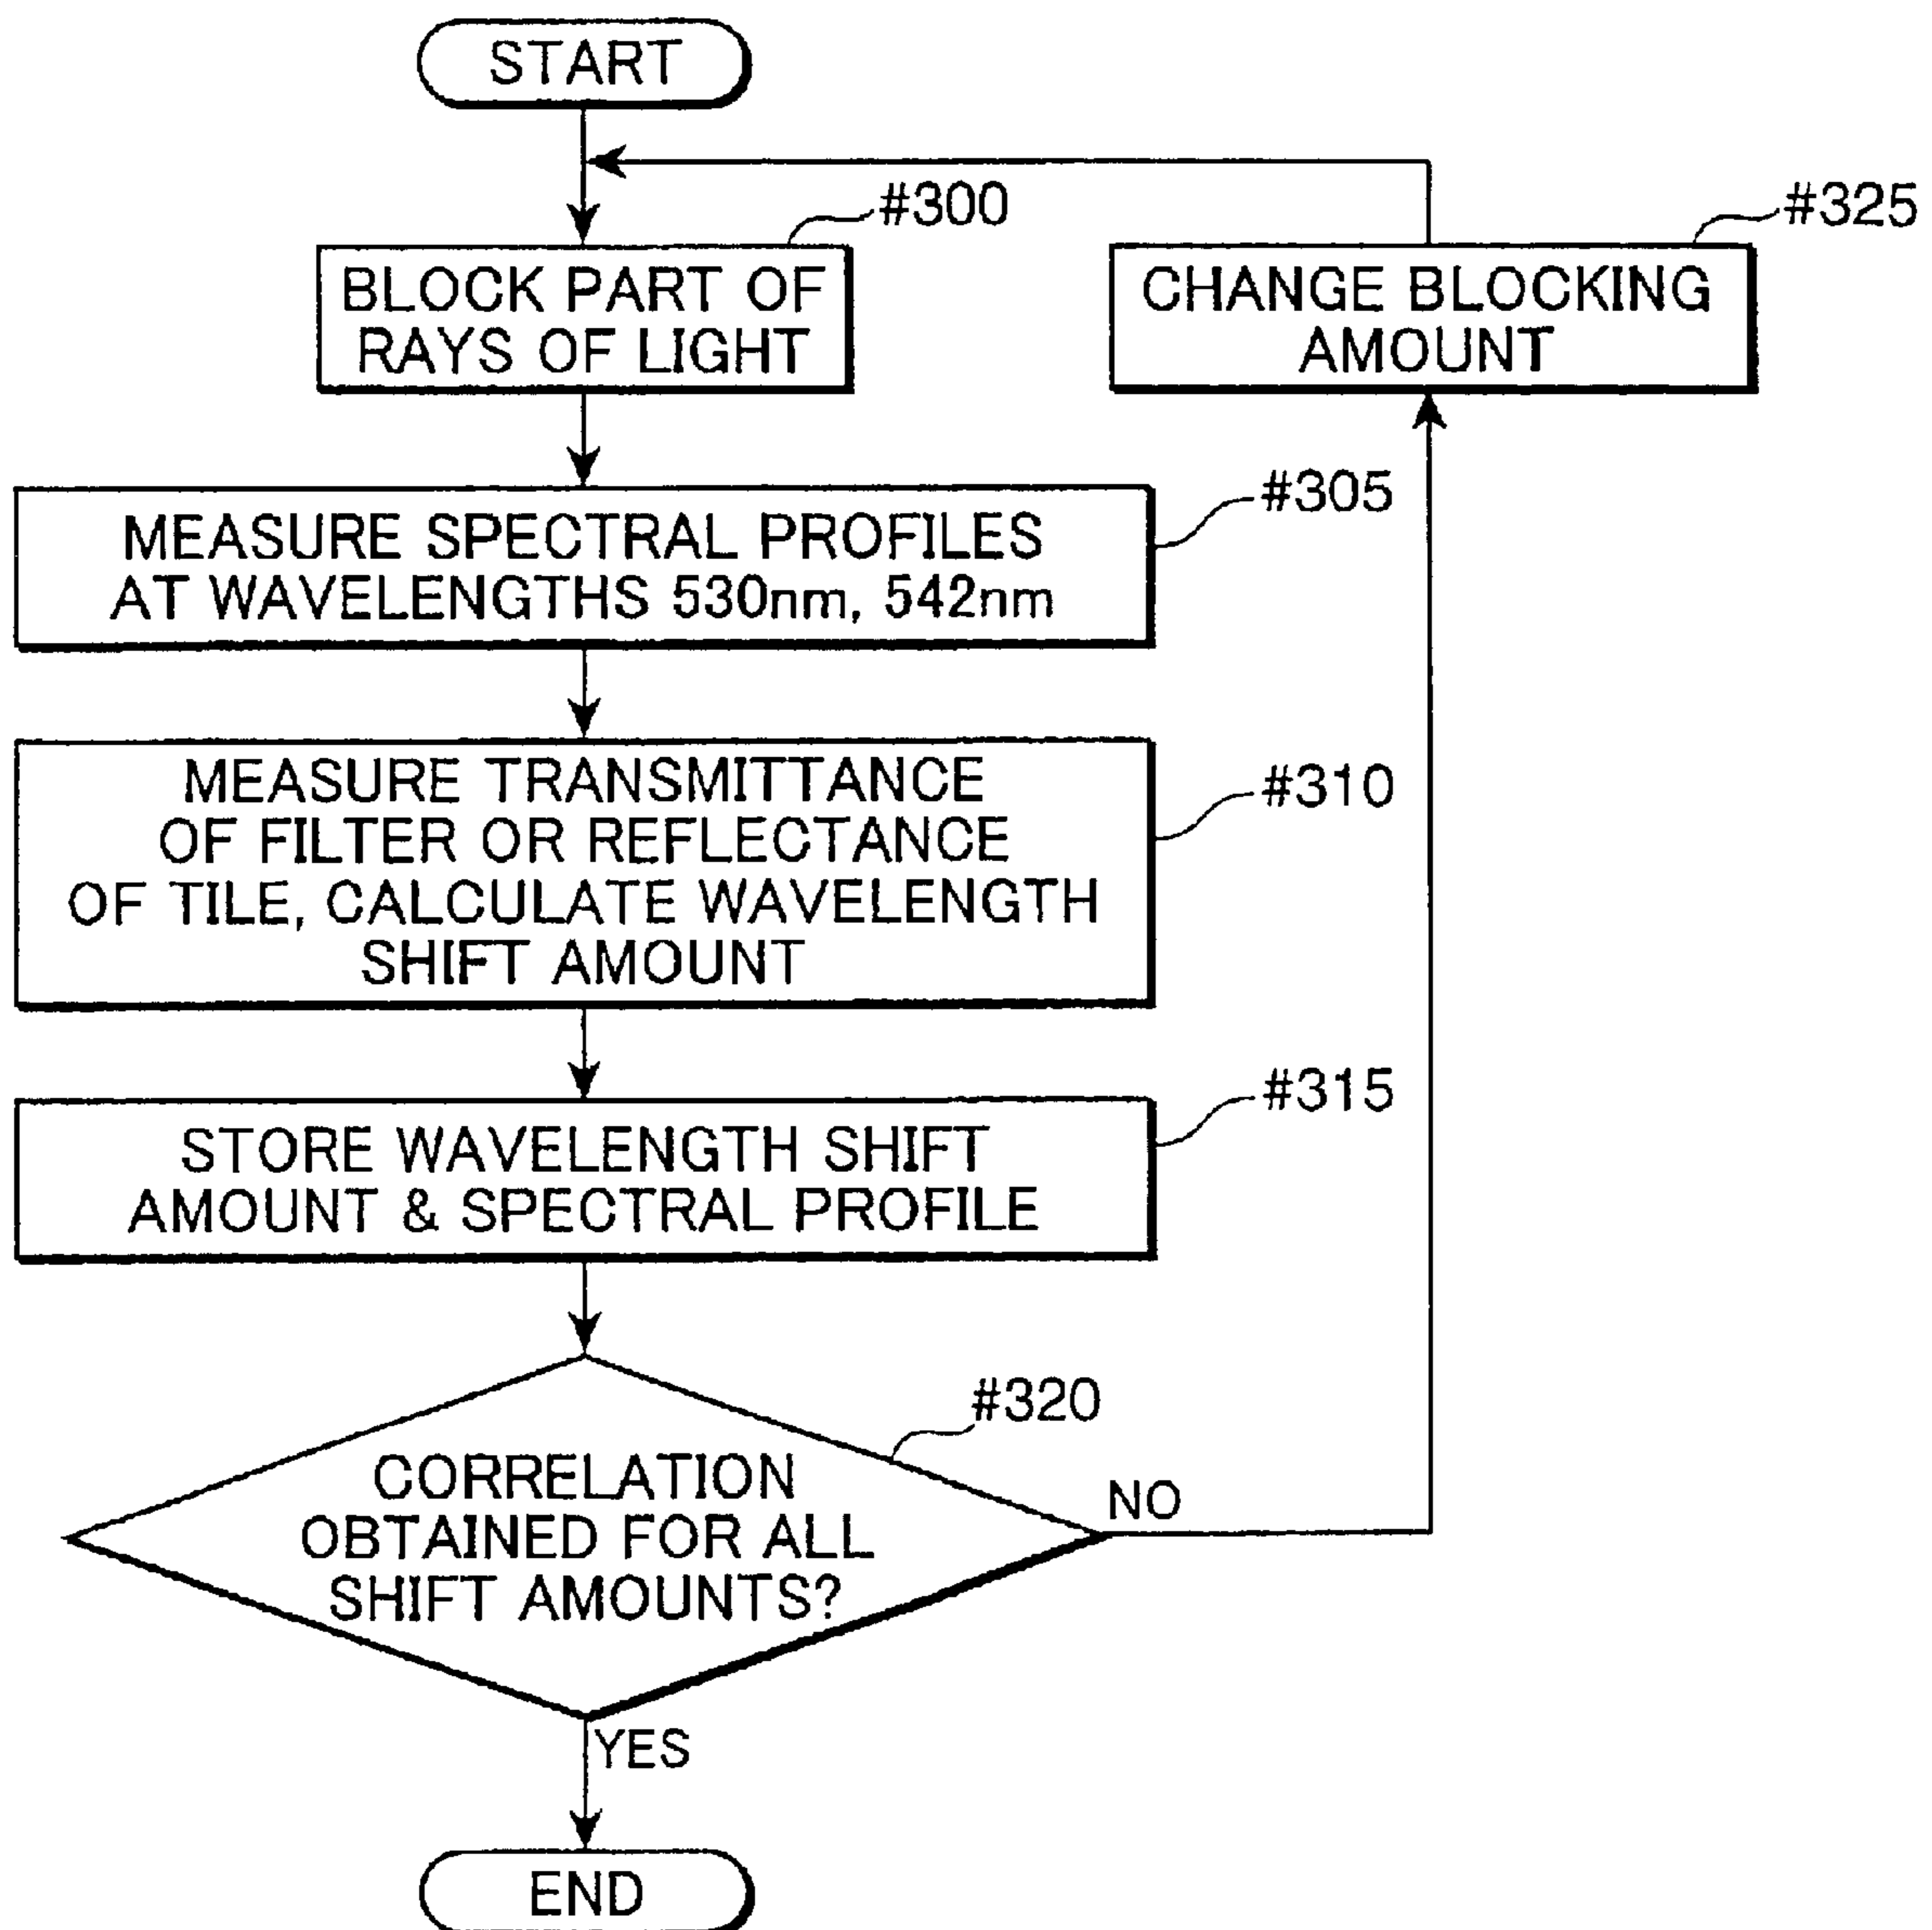 START
#300
#325
BLOCK PART OF
RAYS OF LIGHT
CHANGE BLOCKING
AMOUNT
#305
MEASURE SPECTRAL PROFILES
AT WAVELENGTHS 530nm, 542nm
#310
MEASURE TRANSMITTANCE
OF FILTER OR REFLECTANCE
OF TILE, CALCULATE WAVELENGTH
SHIFT AMOUNT
#315
STORE WAVELENGTH SHIFT
AMOUNT & SPECTRAL PROFILE
#320
CORRELATION
OBTAINED FOR ALL
SHIFT AMOUNTS?
NO
YES
END